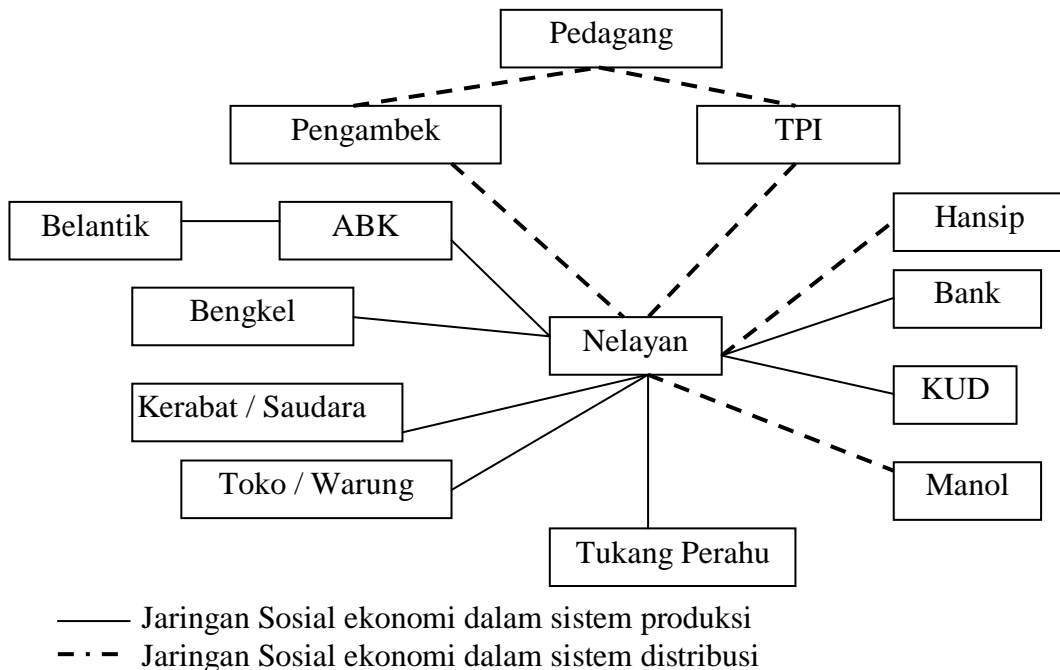 Pedagang
Pengambek
TPI
Belantik
ABK
Hansip
Bengkel
Bank
Nelayan
Kerabat / Saudara
KUD
Toko / Warung
Manol
Tukang Perahu
Jaringan Sosial ekonomi dalam sistem produksi
Jaringan Sosial ekonomi dalam sistem distribusi